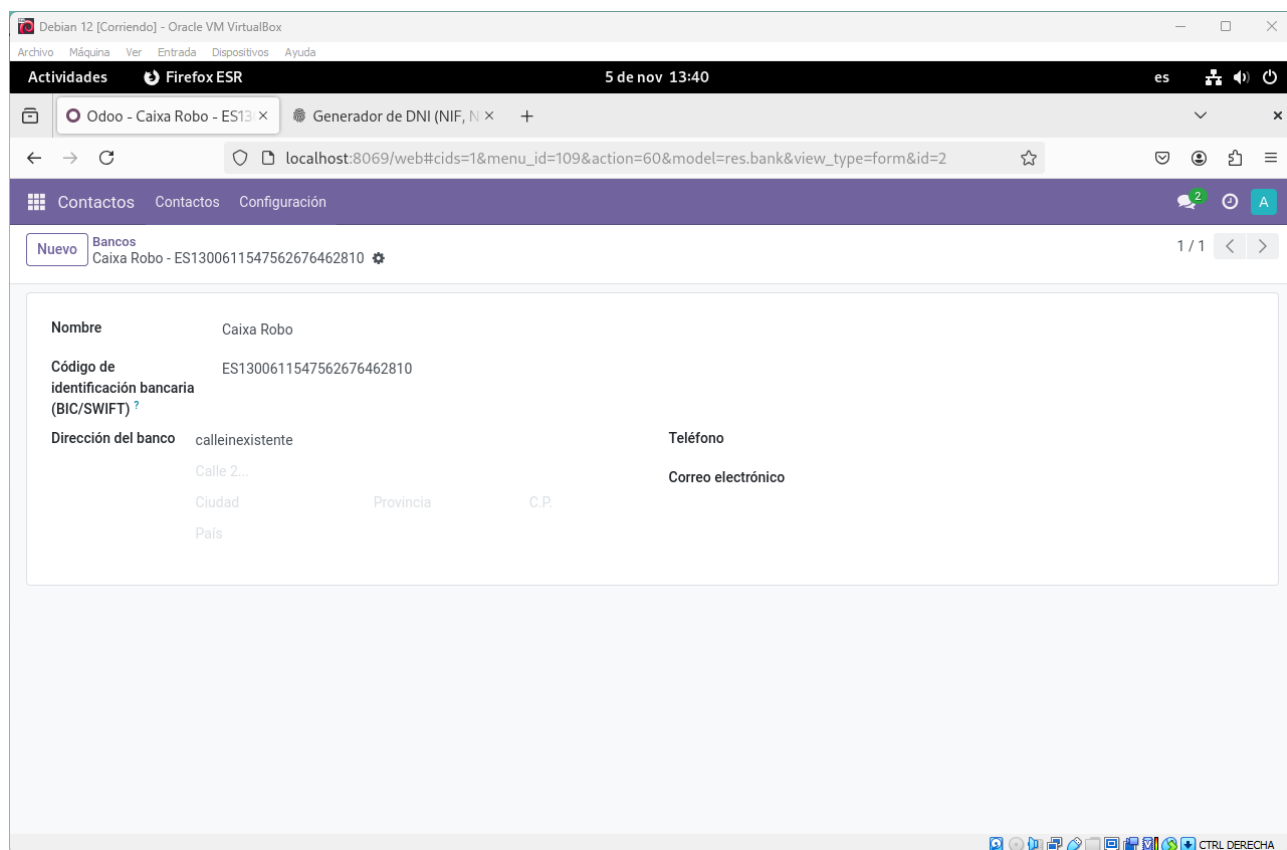 Debian 12 [Corriendo] - Oracle VM VirtualBox
Archivo Máquina Ver Entrada Dispositivos Ayuda
Actividades Firefox ESR 5 de nov 13:40 es
Odoo - Caixa Robo - ES13 Generador de DNI (NIF, N
localhost:8069/web#cids=1&menu_id=109&action=60&model=res.bank&view_type=form&id=2
Contactos Contactos Configuración 2 A
Nuevo Bancos 1 / 1
Caixa Robo - ES1300611547562676462810
Nombre Caixa Robo
Código de identificación bancaria (BIC/SWIFT) ? ES1300611547562676462810
Dirección del banco calleinexistente Teléfono
Calle 2... Correo electrónico
Ciudad Provincia C.P.
País
CTRL DERECHA